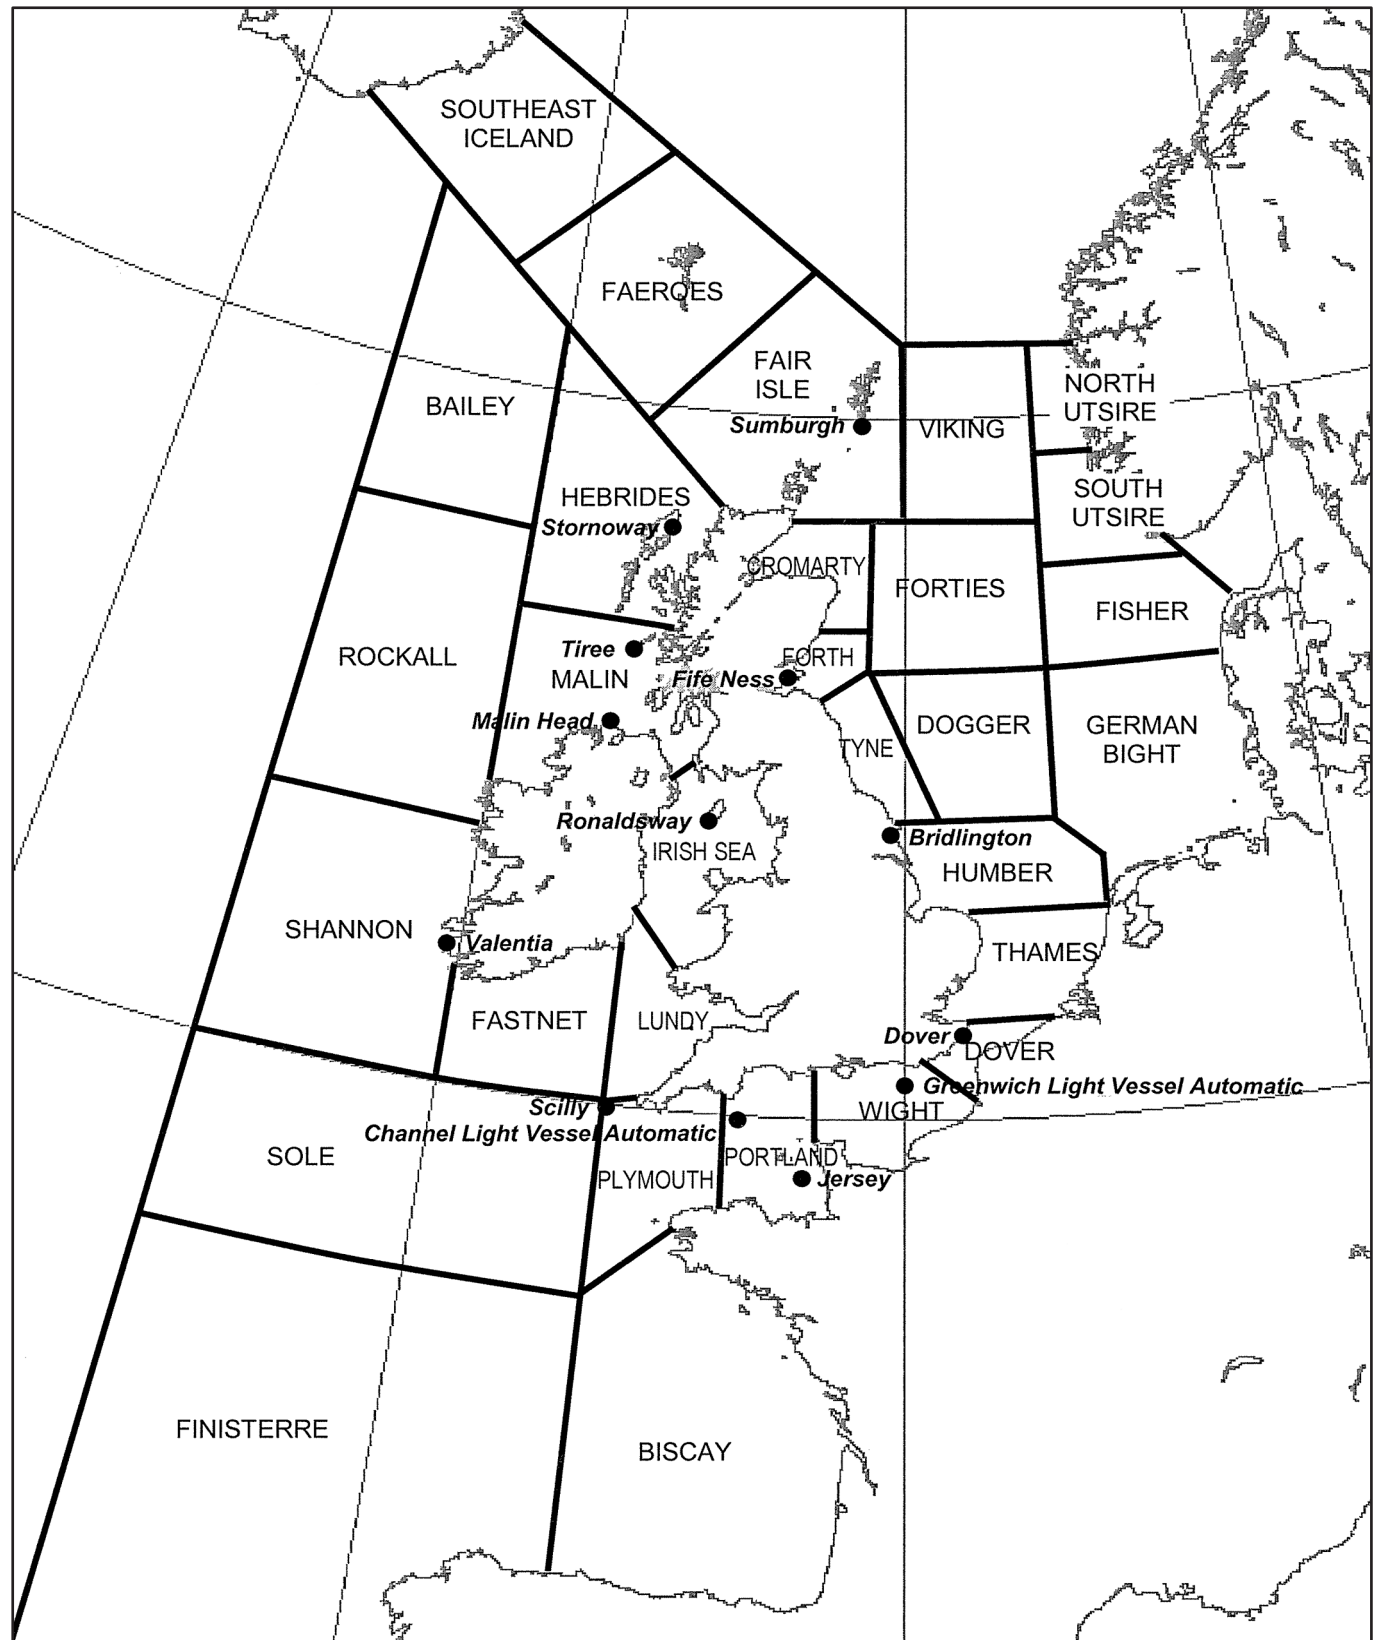 SOUTHEAST
ICELAND
FAEROES
FAIR
ISLE
NORTH
UTSIRE
BAILEY
Sumburgh
VIKING
HEBRIDES
SOUTH
UTSIRE
Stornoway
CROMARTY
FORTIES
FISHER
Tiree
ROCKALL
FORTH
MALIN
Fife Ness
Malin Head
DOGGER
GERMAN
BIGHT
TYNE
Ronaldsway
Bridlington
IRISH SEA
HUMBER
SHANNON
Valentia
THAMES
FASTNET
LUNDY
Dover
DOVER
Greenwich Light Vessel Automatic
Scilly
WIGHT
Channel Light Vessel Automatic
SOLE
PORTLAND
PLYMOUTH
Jersey
FINISTERRE
BISCAY